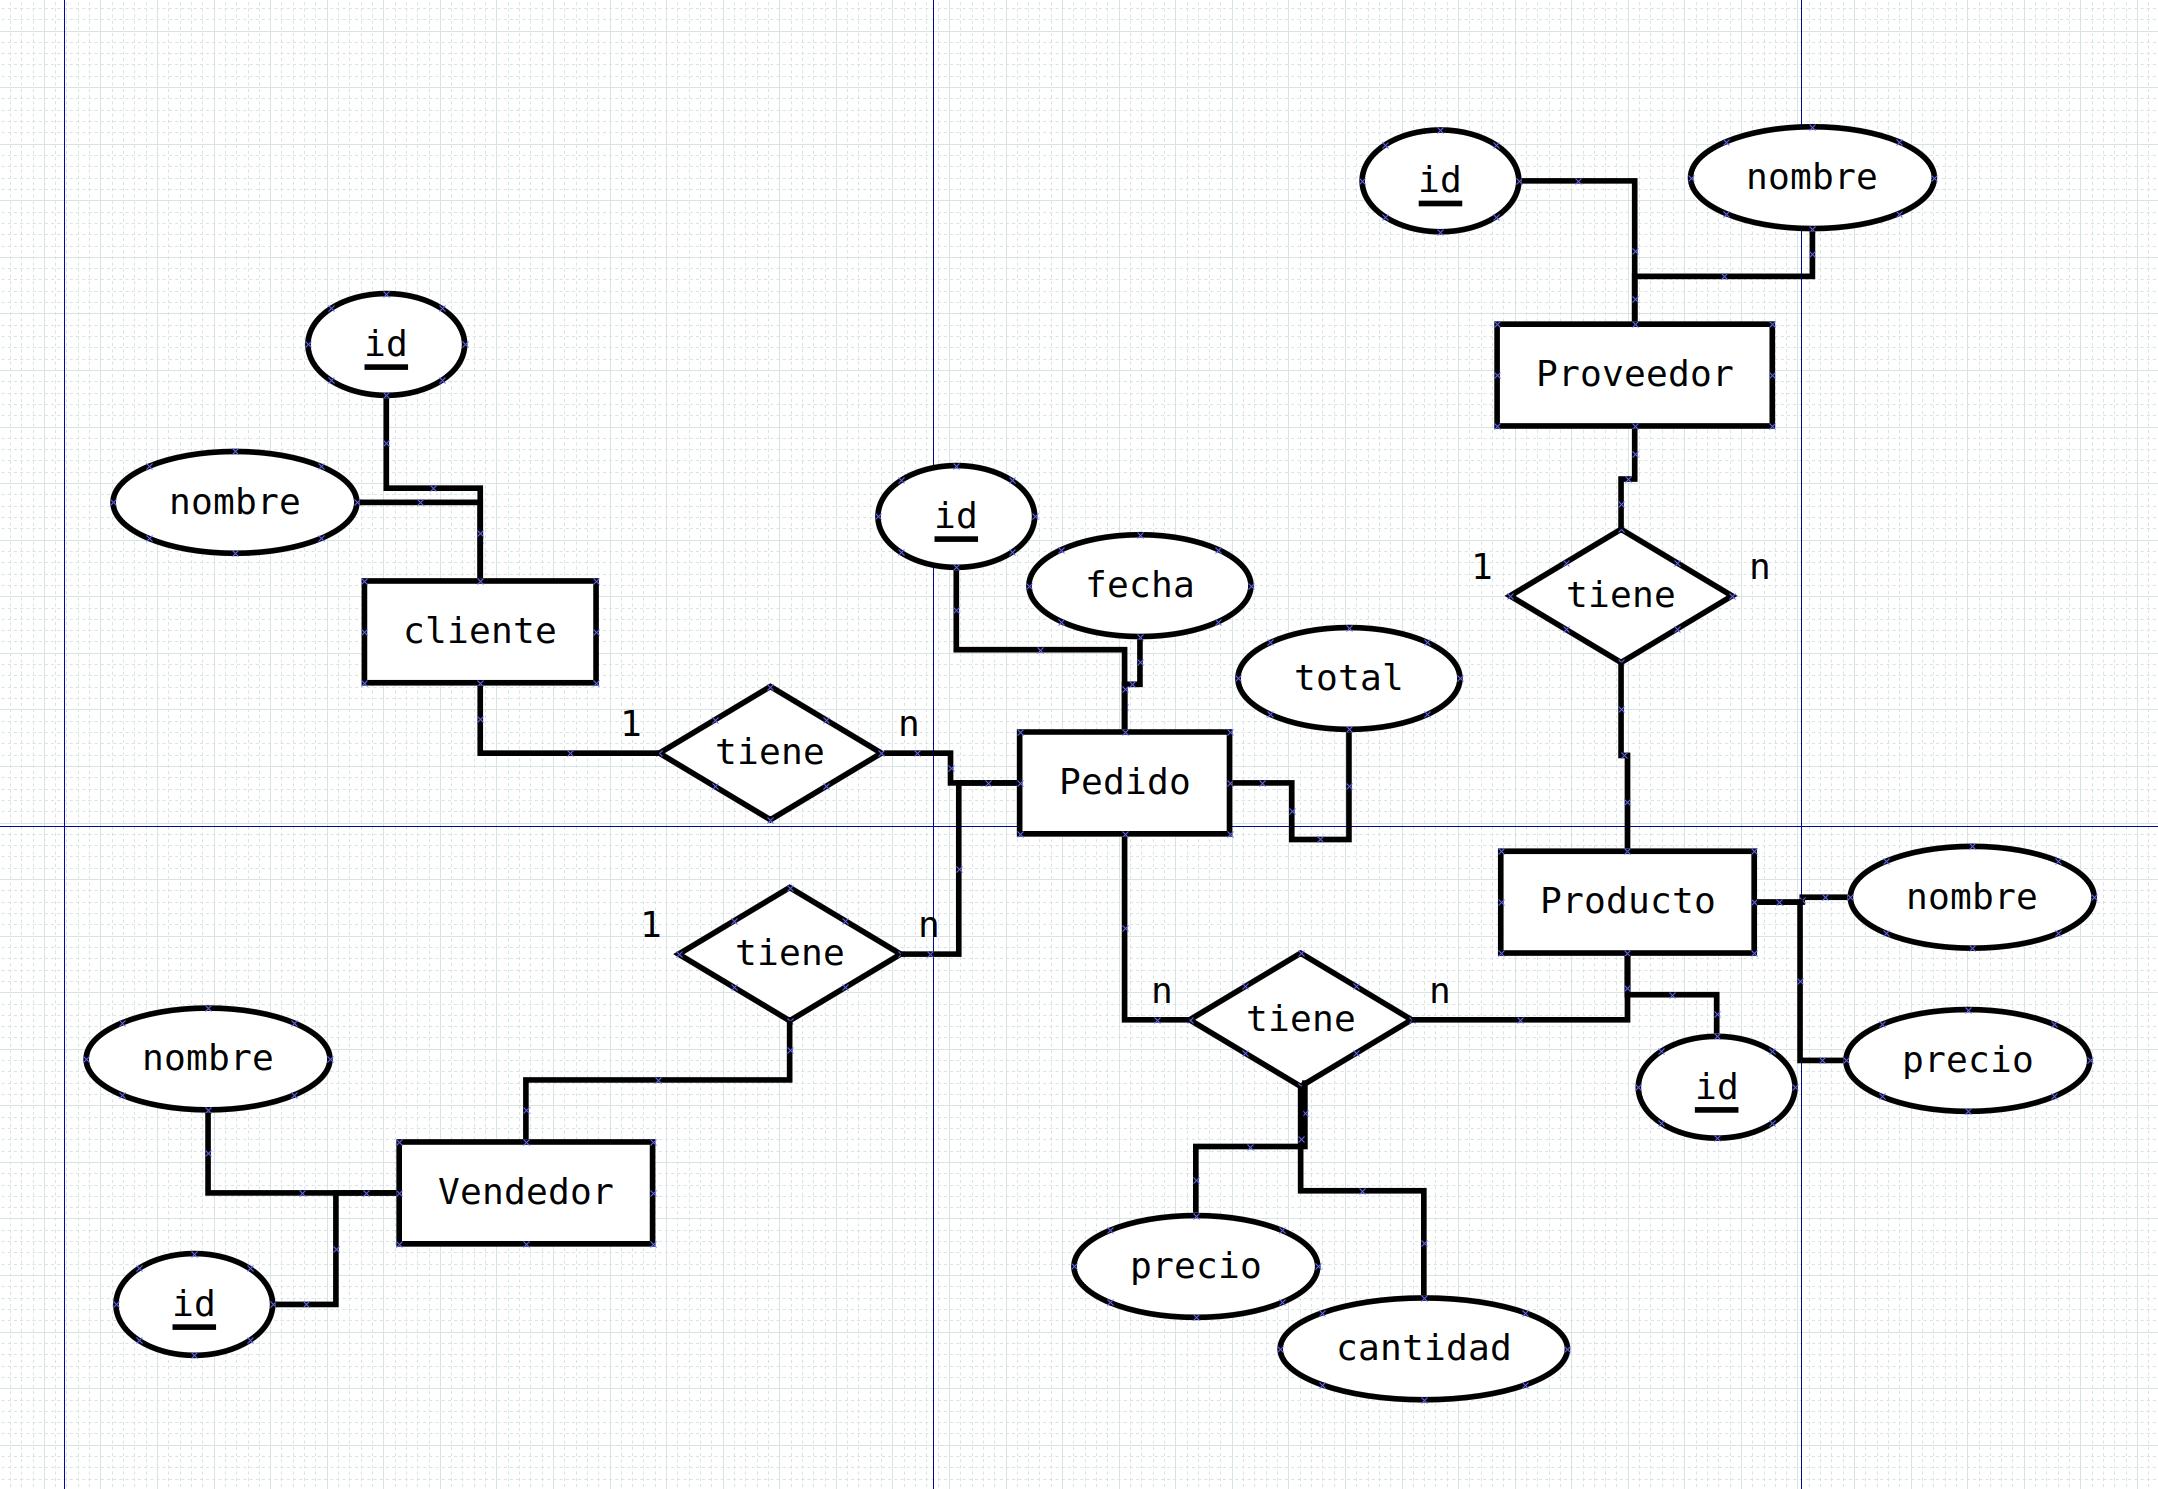 id
nombre
id
Proveedor
nombre
cliente
id
fecha
1
tiene
n
total
1
tiene
n
Pedido
Producto
nombre
1
tiene
n
n
tiene
n
nombre
id
precio
Vendedor
precio
id
cantidad